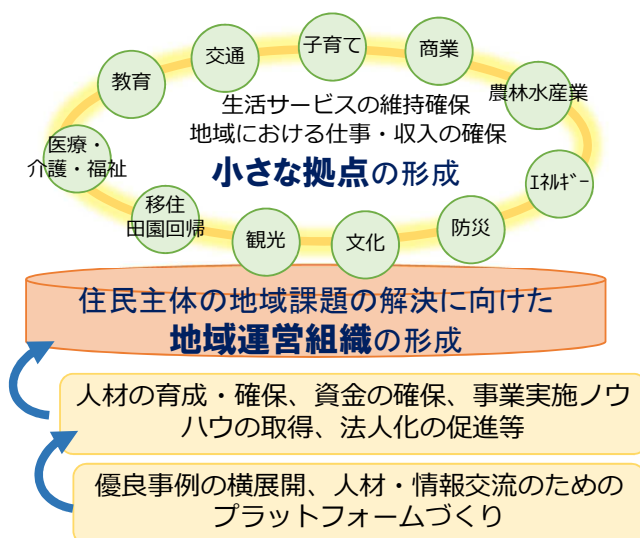 子育て
交通
商業
教育
農林水産業
生活サービスの維持確保
地域における仕事・収入の確保
医療・
介護・福祉
小さな拠点の形成
エネルギー
移住
田園回帰
観光
文化
防災
住民主体の地域課題の解決に向けた
地域運営組織の形成
人材の育成・確保、資金の確保、事業実施ノウ
ハウの取得、法人化の促進等
優良事例の横展開、人材・情報交流のための
プラットフォームづくり